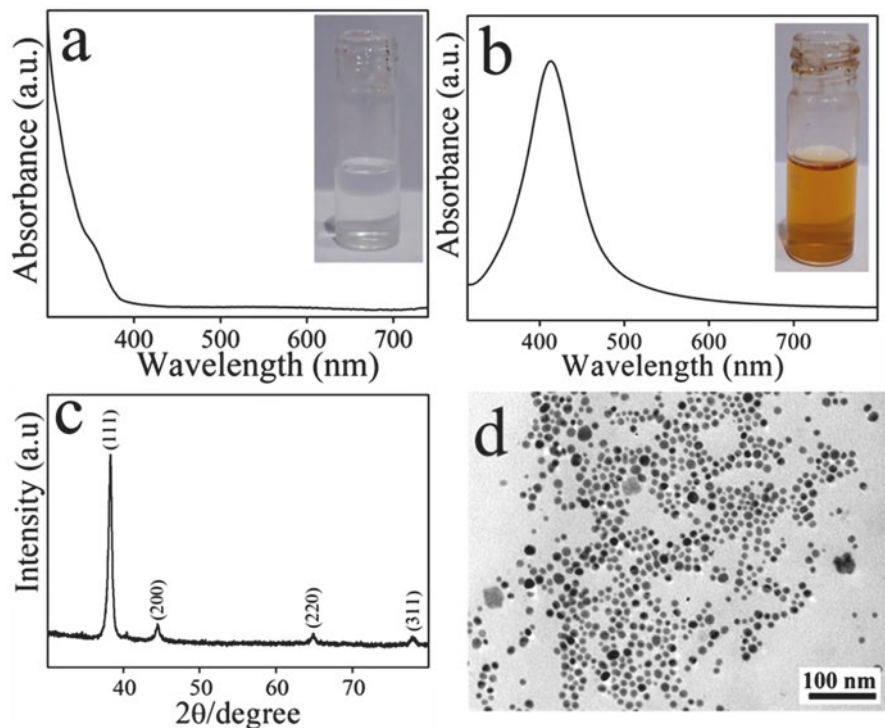 a
Absorbance (a.u.)
400 500 600 700
Wavelength (nm)
b
Absorbance (a.u.)
400 500 600 700
Wavelength (nm)
c
Intensity (a.u)
(111)
(200)
(220)
(311)
40 50 60 70
2θ/degree
d
100 nm